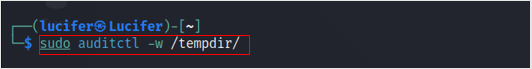 ┌──(lucifer㉿Lucifer)-[~]
└─$ sudo auditctl -w /tempdir/